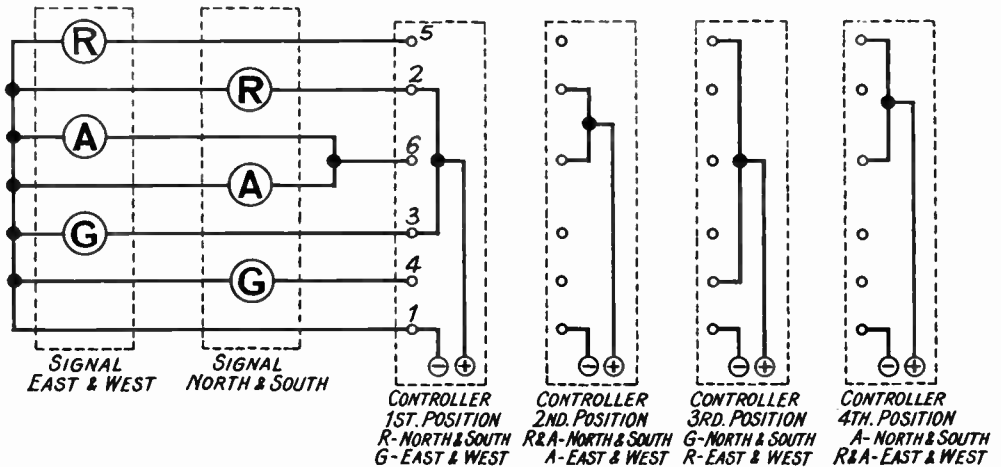 R
5
R
2
A
6
A
G
3
G
4
1
− +
− +
− +
− +
SIGNAL
EAST & WEST
SIGNAL
NORTH & SOUTH
CONTROLLER
1ST. POSITION
R-NORTH & SOUTH
G-EAST & WEST
CONTROLLER
2ND. POSITION
R&A-NORTH & SOUTH
A-EAST & WEST
CONTROLLER
3RD. POSITION
G-NORTH & SOUTH
R-EAST & WEST
CONTROLLER
4TH. POSITION
A-NORTH & SOUTH
R&A-EAST & WEST